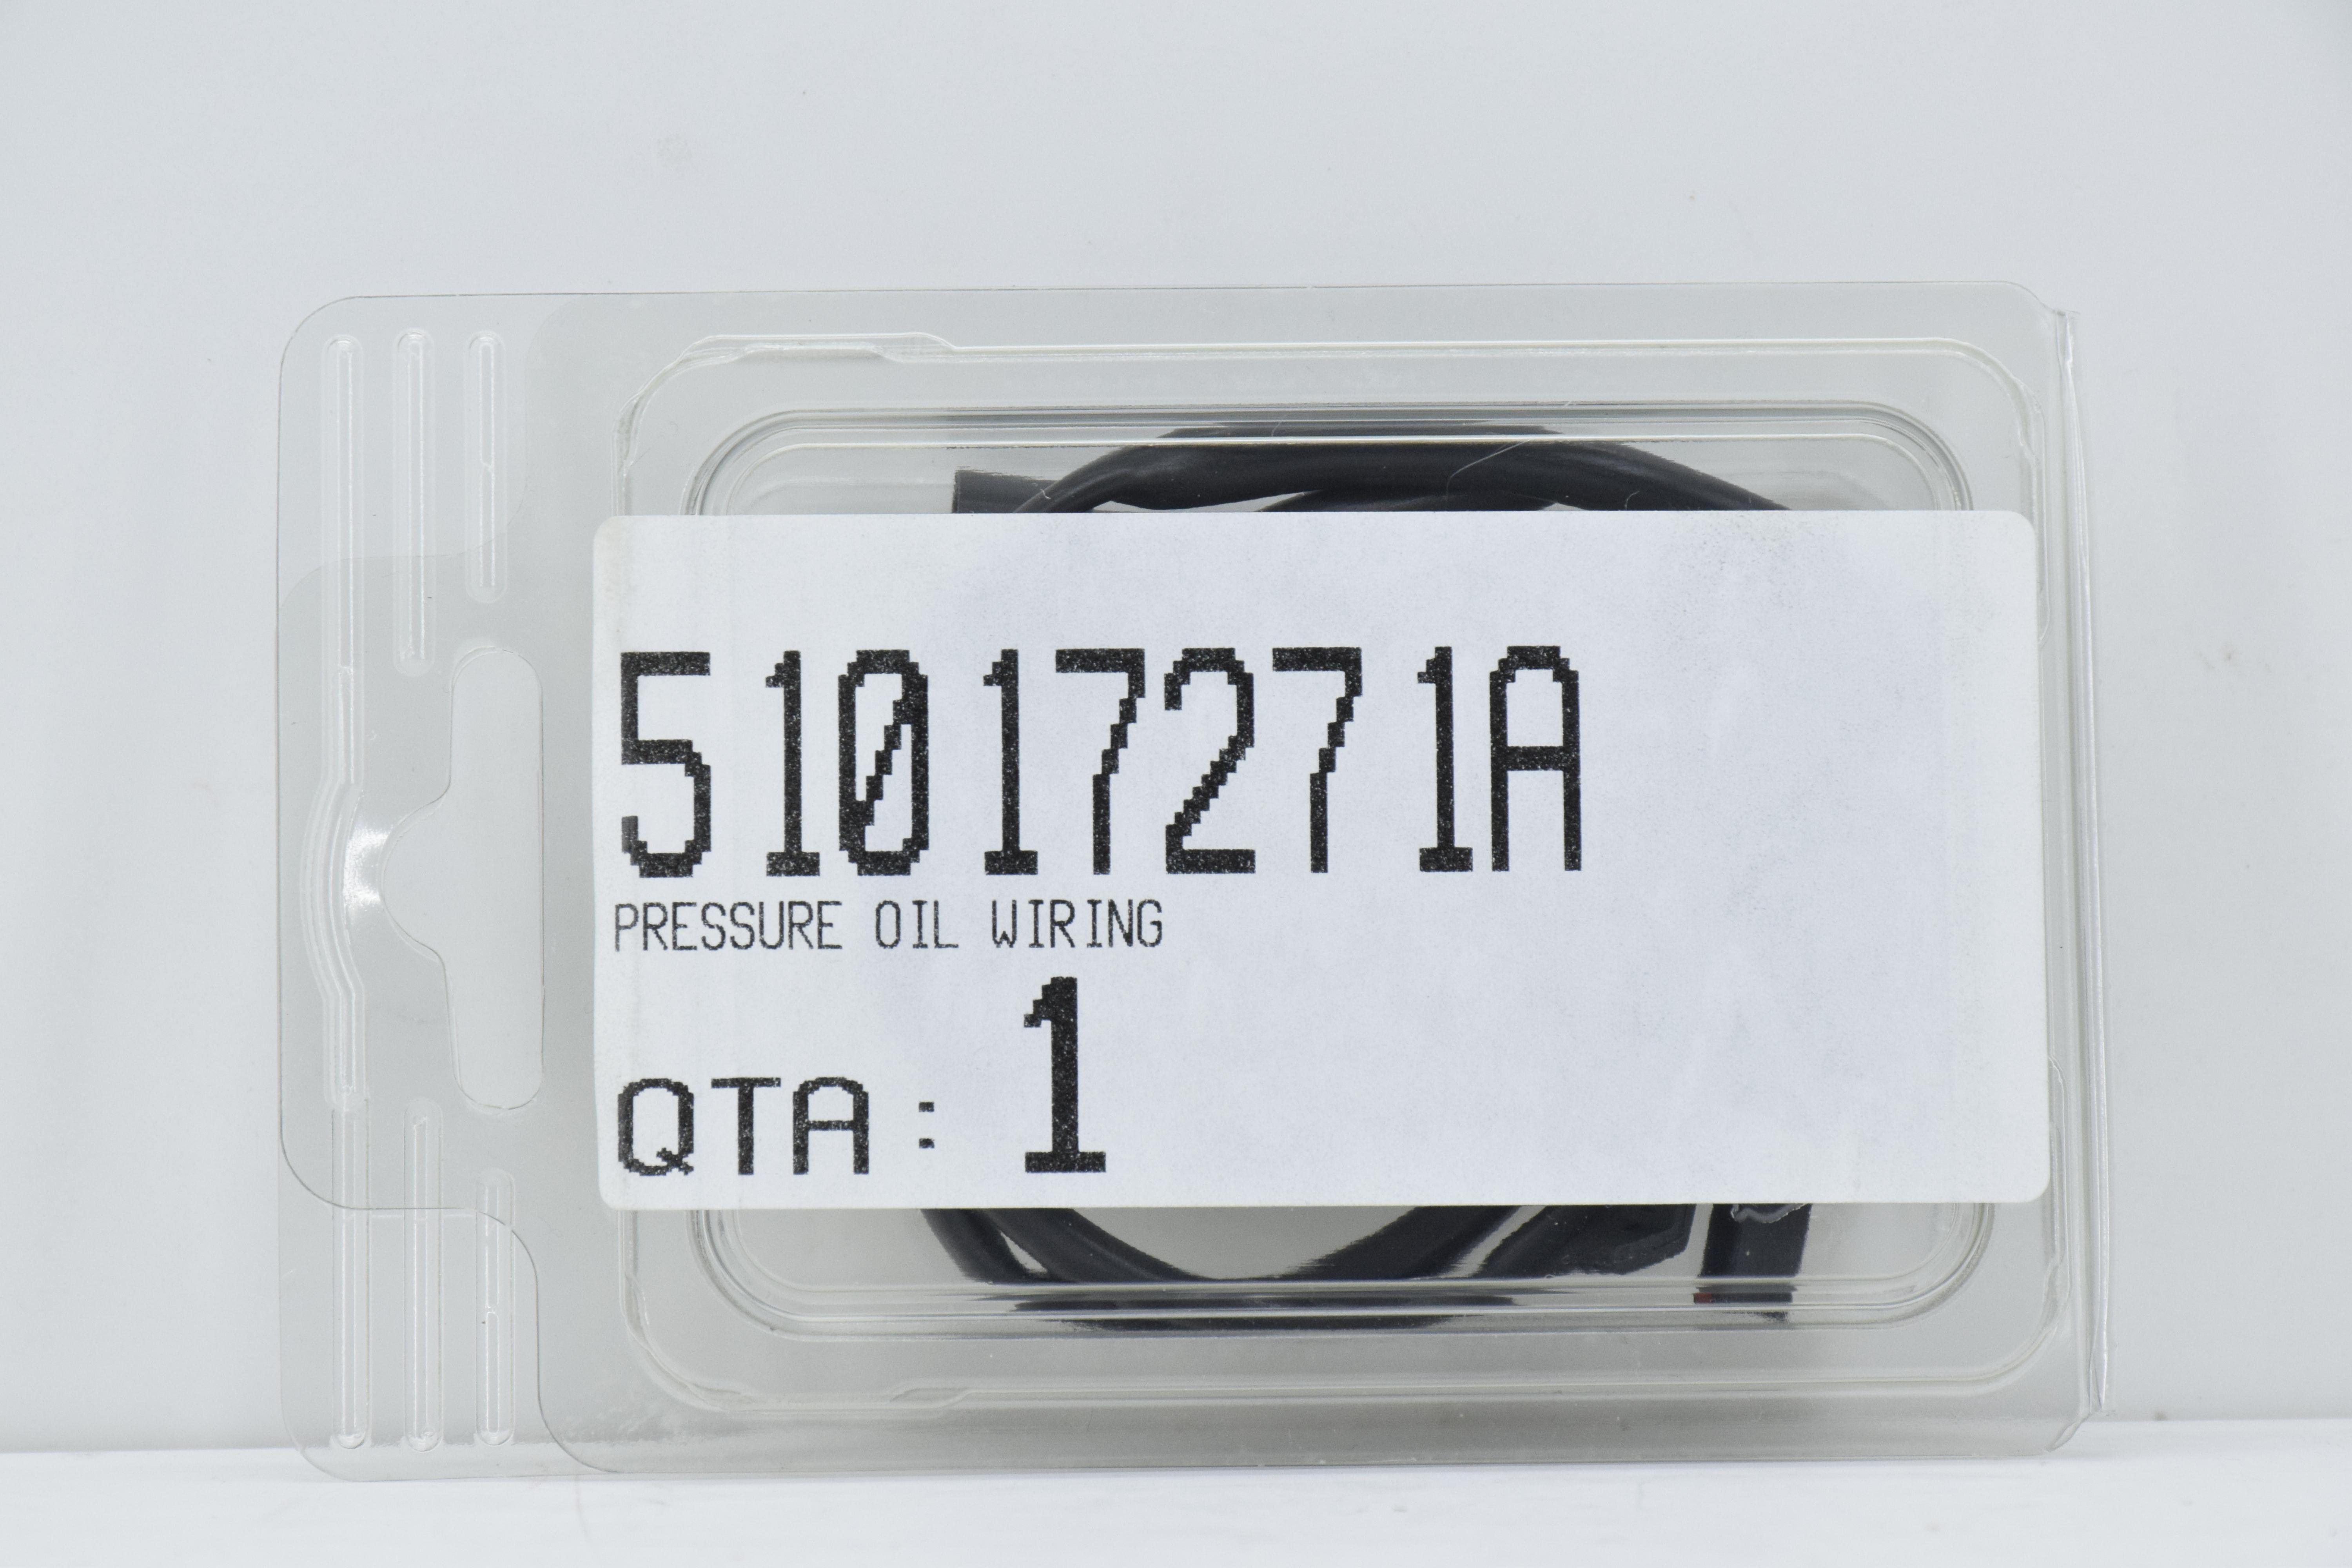 51017271A
PRESSURE OIL WIRING
QTA: 1